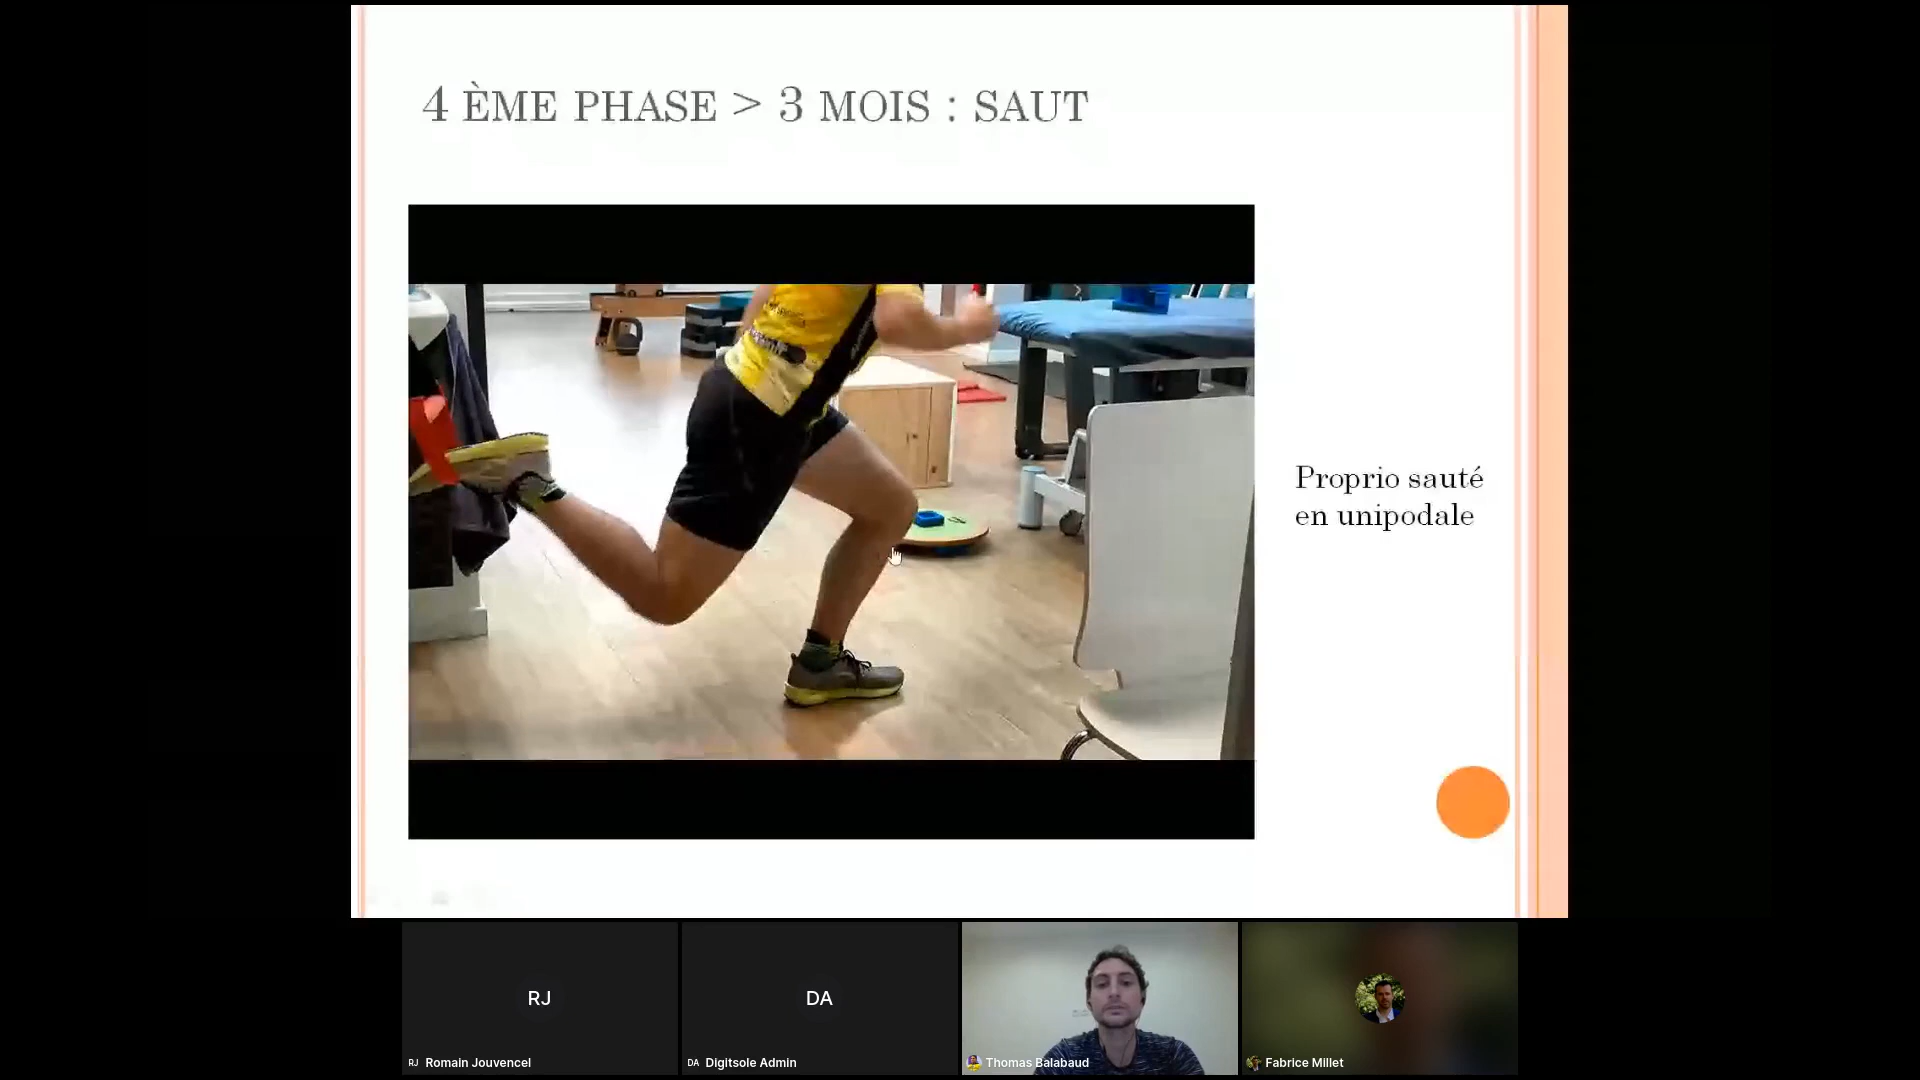 4 ÈME PHASE > 3 MOIS : SAUT
Proprio sauté
en unipodale
RJ
DA
RJ Romain Jouvencel
DA Digitsole Admin
Thomas Balabaud
Fabrice Millet